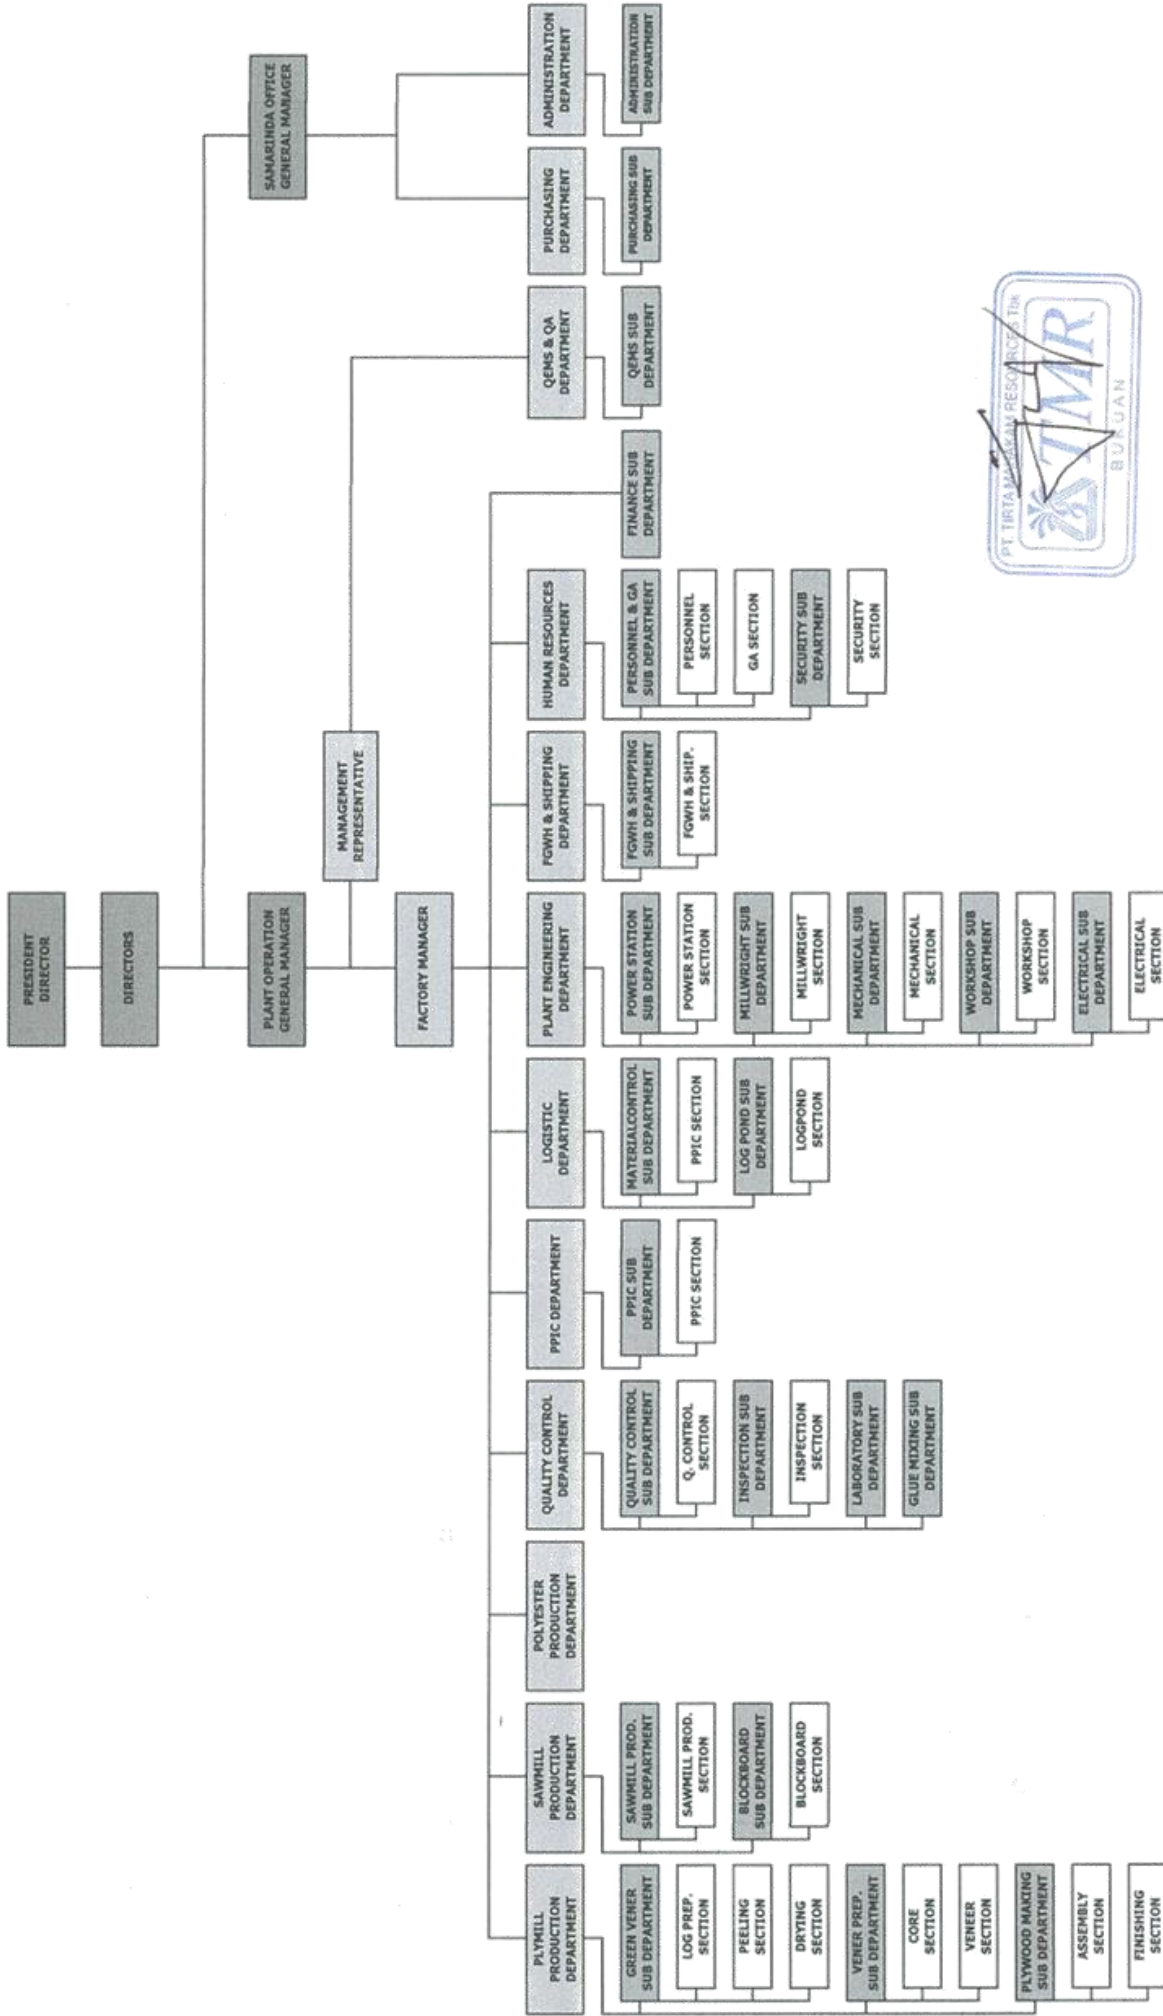 PRESIDENT
DIRECTOR
DIRECTORS
SAMARINDA OFFICE
GENERAL MANAGER
PLANT OPERATION
GENERAL MANAGER
MANAGEMENT
REPRESENTATIVE
FACTORY MANAGER
PLYMILL
PRODUCTION
DEPARTMENT
GREEN VENER
SUB DEPARTMENT
LOG PREP.
SECTION
PEELING
SECTION
DRYING
SECTION
VENER PREP.
SUB DEPARTMENT
CORE
SECTION
VENEER
SECTION
PLYWOOD MAKING
SUB DEPARTMENT
ASSEMBLY
SECTION
FINISHING
SECTION
SAWMILL
PRODUCTION
DEPARTMENT
SAWMILL PROD.
SUB DEPARTMENT
SAWMILL PROD.
SECTION
BLOCKBOARD
SUB DEPARTMENT
BLOCKBOARD
SECTION
POLYESTER
PRODUCTION
DEPARTMENT
QUALITY CONTROL
DEPARTMENT
QUALITY CONTROL
SUB DEPARTMENT
Q. CONTROL
SECTION
INSPECTION SUB
DEPARTMENT
INSPECTION
SECTION
LABORATORY SUB
DEPARTMENT
GLUE MIXING SUB
DEPARTMENT
PPIC DEPARTMENT
PPIC SUB
DEPARTMENT
PPIC SECTION
LOGISTIC
DEPARTMENT
MATERIALCONTROL
SUB DEPARTMENT
PPIC SECTION
LOG POND SUB
DEPARTMENT
LOGPOND
SECTION
PLANT ENGINEERING
DEPARTMENT
POWER STATION
SUB DEPARTMENT
POWER STATION
SECTION
MILLWRIGHT SUB
DEPARTMENT
MILLWRIGHT
SECTION
MECHANICAL SUB
DEPARTMENT
MECHANICAL
SECTION
WORKSHOP SUB
DEPARTMENT
WORKSHOP
SECTION
ELECTRICAL SUB
DEPARTMENT
ELECTRICAL
SECTION
FGWH & SHIPPING
DEPARTMENT
FGWH & SHIPPING
SUB DEPARTMENT
FGWH & SHIP.
SECTION
HUMAN RESOURCES
DEPARTMENT
PERSONNEL & GA
SUB DEPARTMENT
PERSONNEL
SECTION
GA SECTION
SECURITY SUB
DEPARTMENT
SECURITY
SECTION
FINANCE SUB
DEPARTMENT
QEMS & QA
DEPARTMENT
QEMS SUB
DEPARTMENT
PURCHASING
DEPARTMENT
PURCHASING SUB
DEPARTMENT
ADMINISTRATION
DEPARTMENT
ADMINISTRATION
SUB DEPARTMENT
PT. TIRTA MAHAKAM RESOURCES Tbk
TMR
BUKUAN